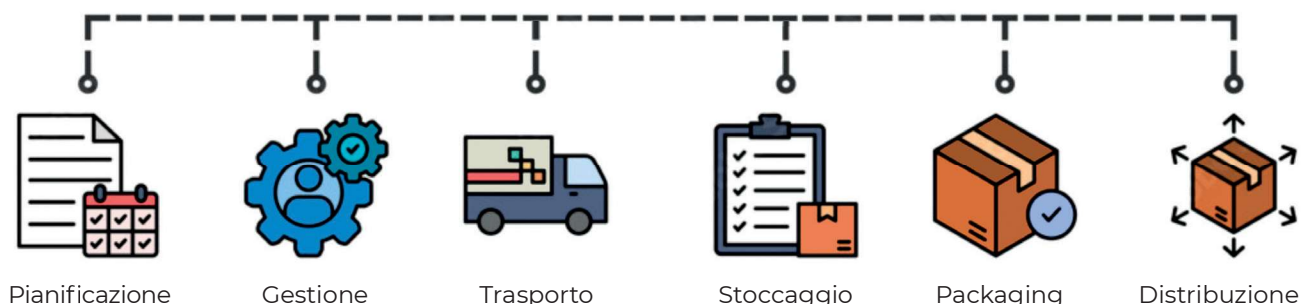 Pianificazione
Gestione
Trasporto
Stoccaggio
Packaging
Distribuzione